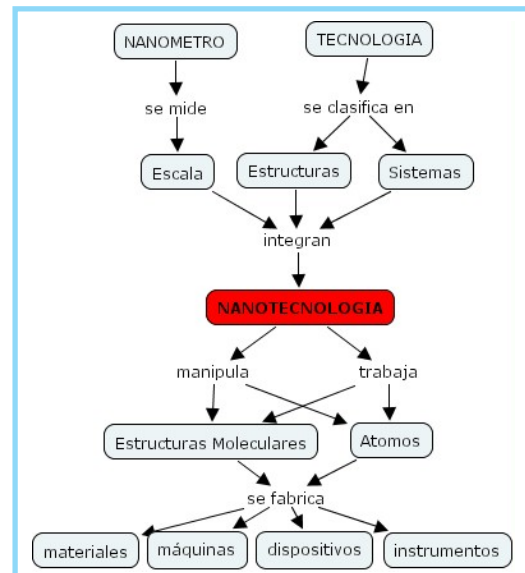 NANOMETRO TECNOLOGIA
se mide se clasifica en
Escala Estructuras Sistemas
integran
NANOTECNOLOGIA
manipula trabaja
Estructuras Moleculares Atomos
se fabrica
materiales máquinas dispositivos instrumentos